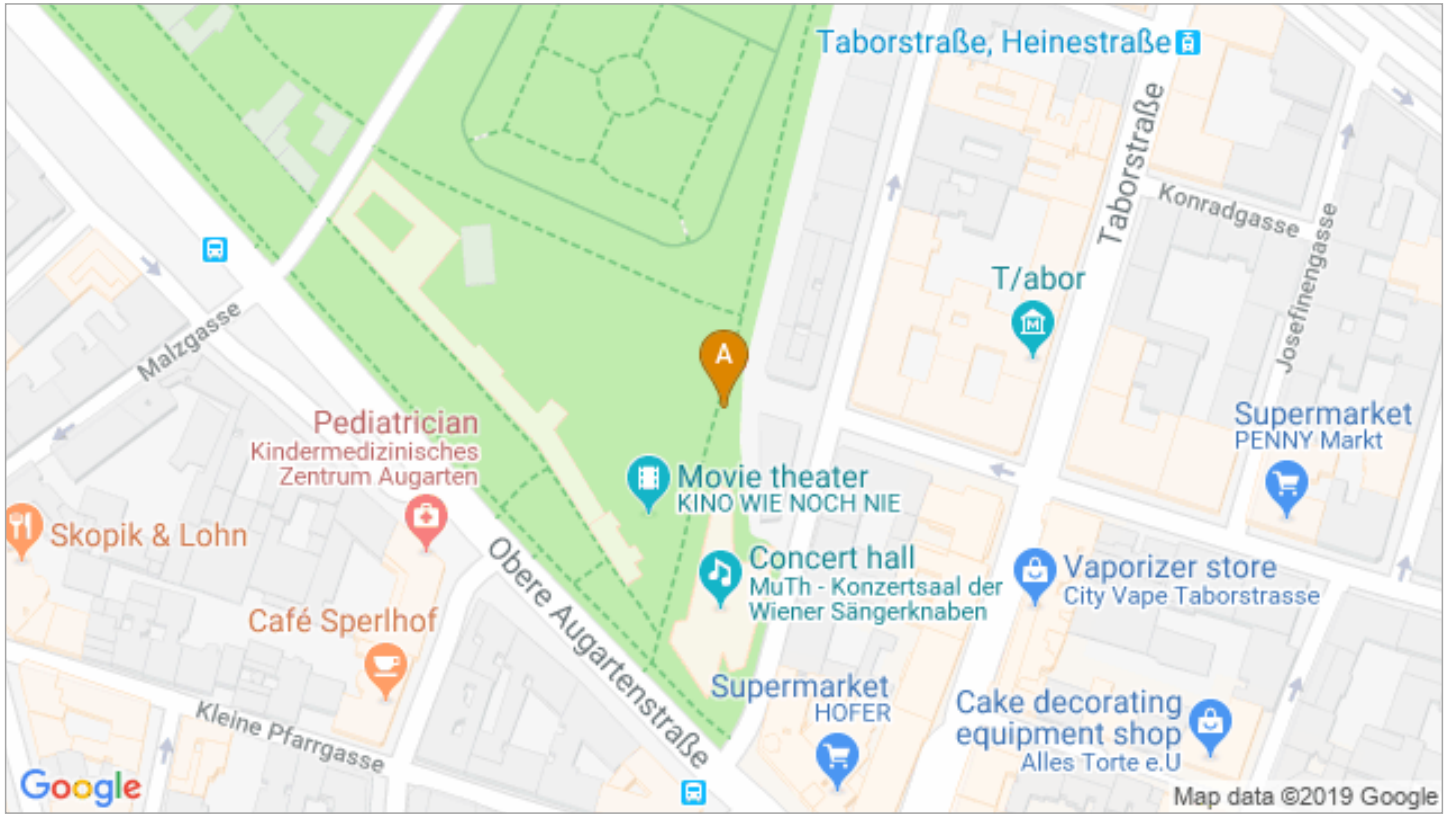 Taborstraße, Heinestraße
Taborstraße
Konradgasse
Josefinengasse
T/abor
Malzgasse
A
Pediatrician
Kindermedizinisches
Zentrum Augarten
Supermarket
PENNY Markt
Movie theater
KINO WIE NOCH NIE
Skopik & Lohn
Obere Augartenstraße
Concert hall
MuTh - Konzertsaal der
Wiener Sängerknaben
Vaporizer store
City Vape Taborstrasse
Café Sperlhof
Supermarket
HOFER
Cake decorating
equipment shop
Alles Torte e.U
Kleine Pfarrgasse
Google
Map data ©2019 Google